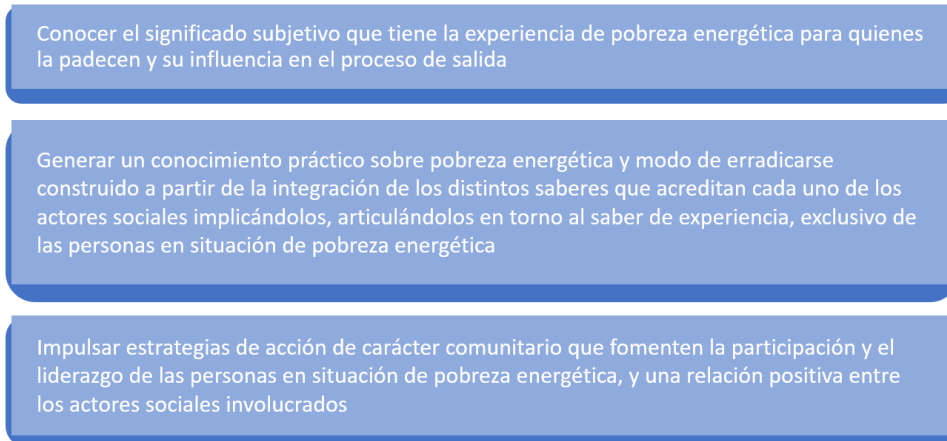 Conocer el significado subjetivo que tiene la experiencia de pobreza energética para quienes
la padecen y su influencia en el proceso de salida
Generar un conocimiento práctico sobre pobreza energética y modo de erradicarse
construido a partir de la integración de los distintos saberes que acreditan cada uno de los
actores sociales implicándolos, articulándolos en torno al saber de experiencia, exclusivo de
las personas en situación de pobreza energética
Impulsar estrategias de acción de carácter comunitario que fomenten la participación y el
liderazgo de las personas en situación de pobreza energética, y una relación positiva entre
los actores sociales involucrados